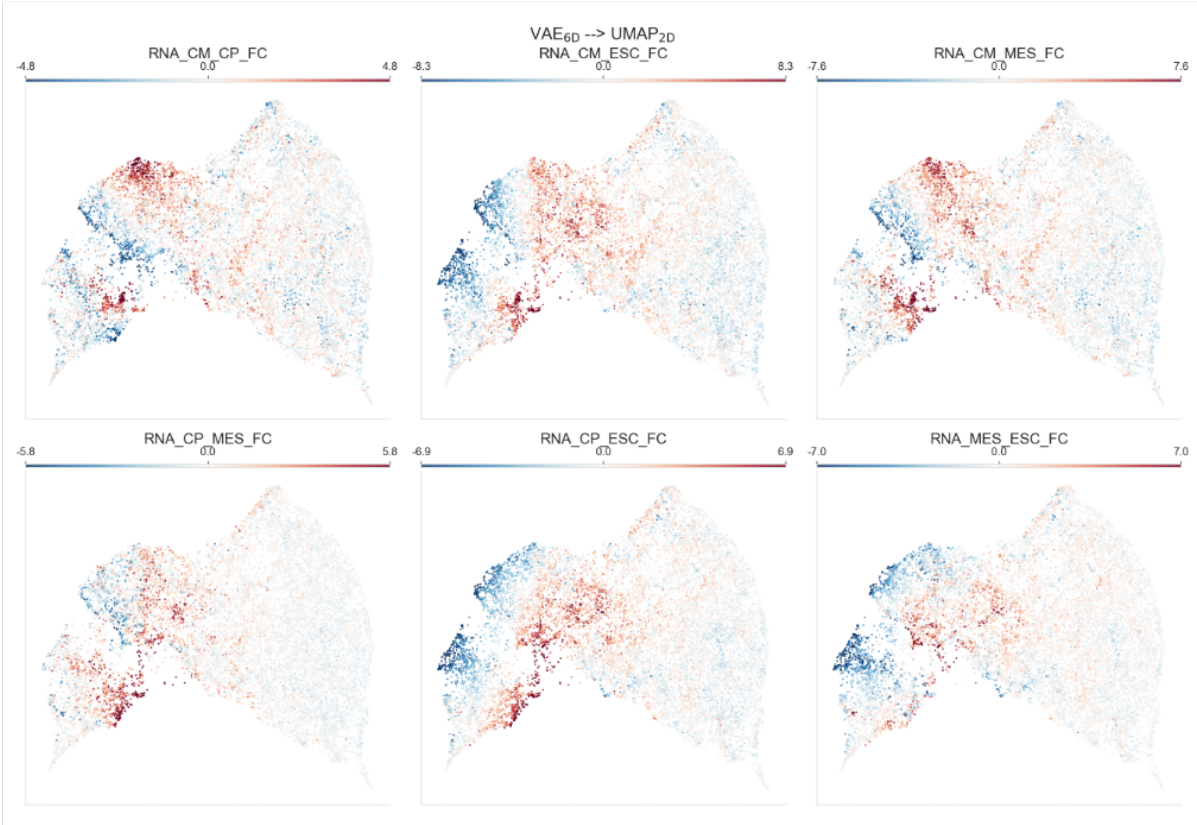 VAE6D --> UMAP2D
RNA_CM_CP_FC RNA_CM_ESC_FC RNA_CM_MES_FC
-4.8 0.0 4.8 -8.3 0.0 8.3 -7.6 0.0 7.6
RNA_CP_MES_FC RNA_CP_ESC_FC RNA_MES_ESC_FC
-5.8 0.0 5.8 -6.9 0.0 6.9 -7.0 0.0 7.0